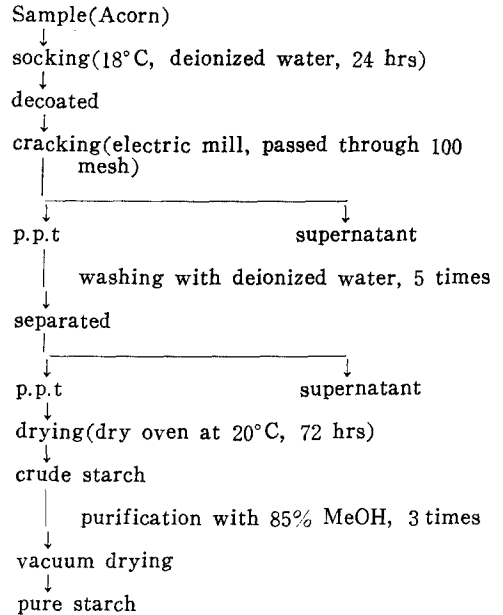 Sample(Acorn)
socking(18°C, deionized water, 24 hrs)
decoated
cracking(electric mill, passed through 100
mesh)
p.p.t supernatant
washing with deionized water, 5 times
separated
p.p.t supernatant
drying(dry oven at 20°C, 72 hrs)
crude starch
purification with 85% MeOH, 3 times
vacuum drying
pure starch